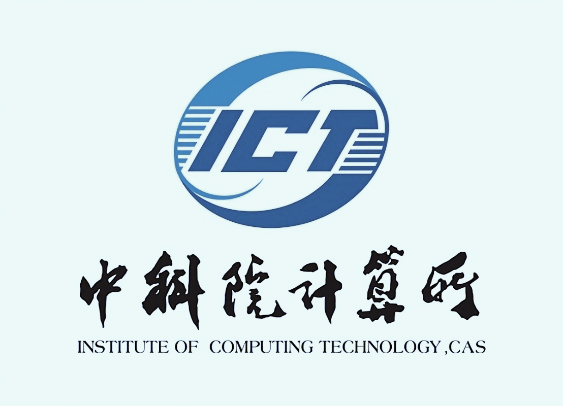 ICT
中科院计算所
INSTITUTE OF COMPUTING TECHNOLOGY,CAS